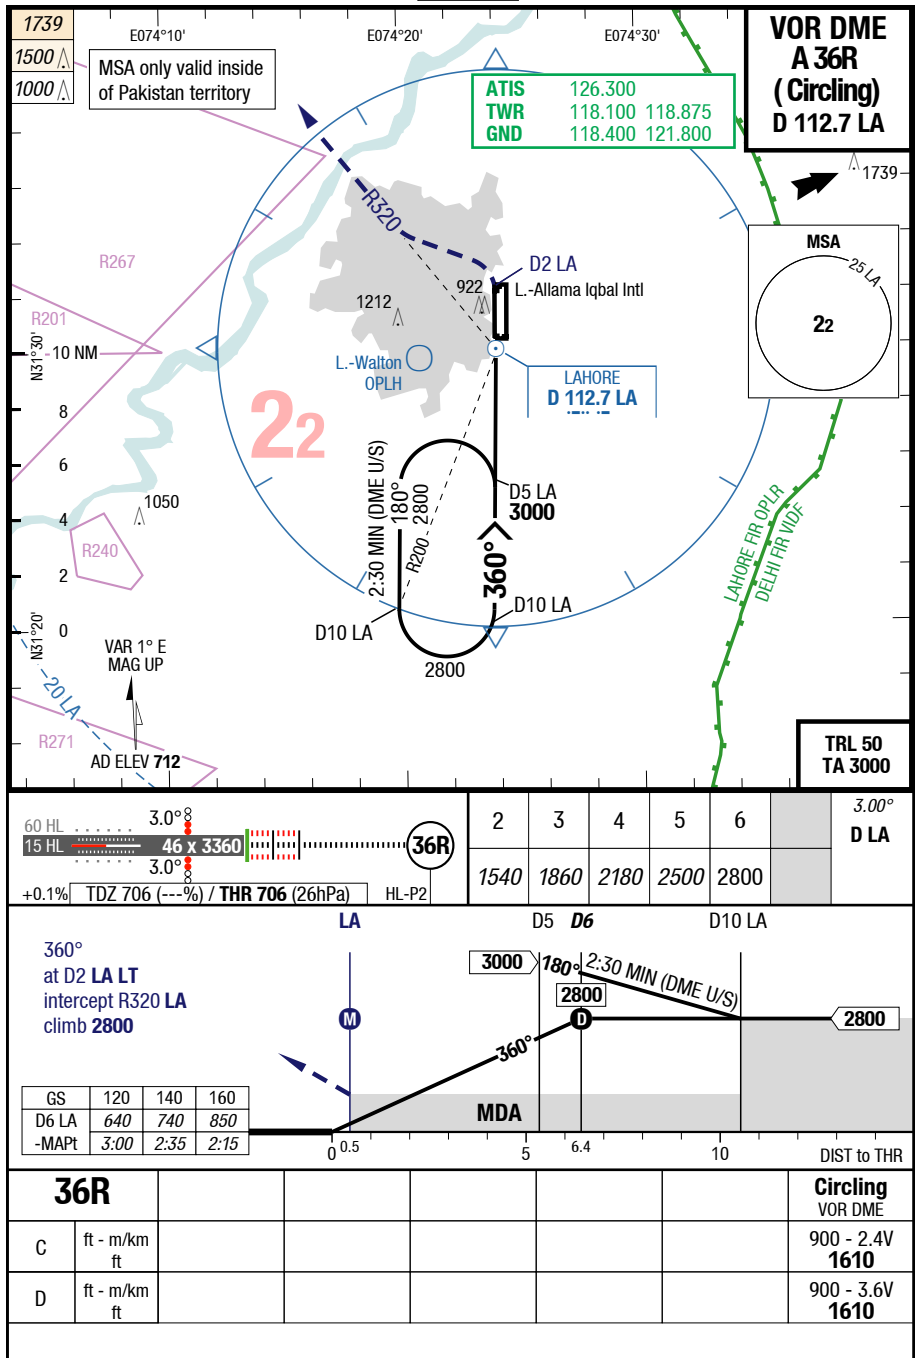 1739
1500
1000
E074°10'
E074°20'
E074°30'
MSA only valid inside
of Pakistan territory
ATIS 126.300
TWR 118.100 118.875
GND 118.400 121.800
VOR DME
A 36R
(Circling)
D 112.7 LA
1739
MSA
25 LA
22
R320
R267
R201
D2 LA
922
L.-Allama Iqbal Intl
1212
N31°30'
10 NM
L.-Walton
OPLH
LAHORE
D 112.7 LA
22
8
6
4
2
0
2:30 MIN (DME U/S)
180°
2800
R200
D5 LA
3000
360°
1050
R240
D10 LA
D10 LA
2800
N31°20'
VAR 1° E
MAG UP
20 LA
R271
AD ELEV 712
LAHORE FIR OPLR
DELHI FIR VIDF
TRL 50
TA 3000
60 HL
15 HL
3.0°
46 x 3360
3.0°
36R
+0.1%
TDZ 706 (---%) / THR 706 (26hPa)
HL-P2
2 3 4 5 6 3.00°
D LA
1540 1860 2180 2500 2800
LA D5 D6 D10 LA
360°
at D2 LA LT
intercept R320 LA
climb 2800
3000
180°
2:30 MIN (DME U/S)
2800
M
D
2800
360°
MDA
GS 120 140 160
D6 LA 640 740 850
-MAPt 3:00 2:35 2:15
0 0.5 5 6.4 10 DIST to THR
36R
Circling
VOR DME
C ft - m/km 900 - 2.4V
ft 1610
D ft - m/km 900 - 3.6V
ft 1610